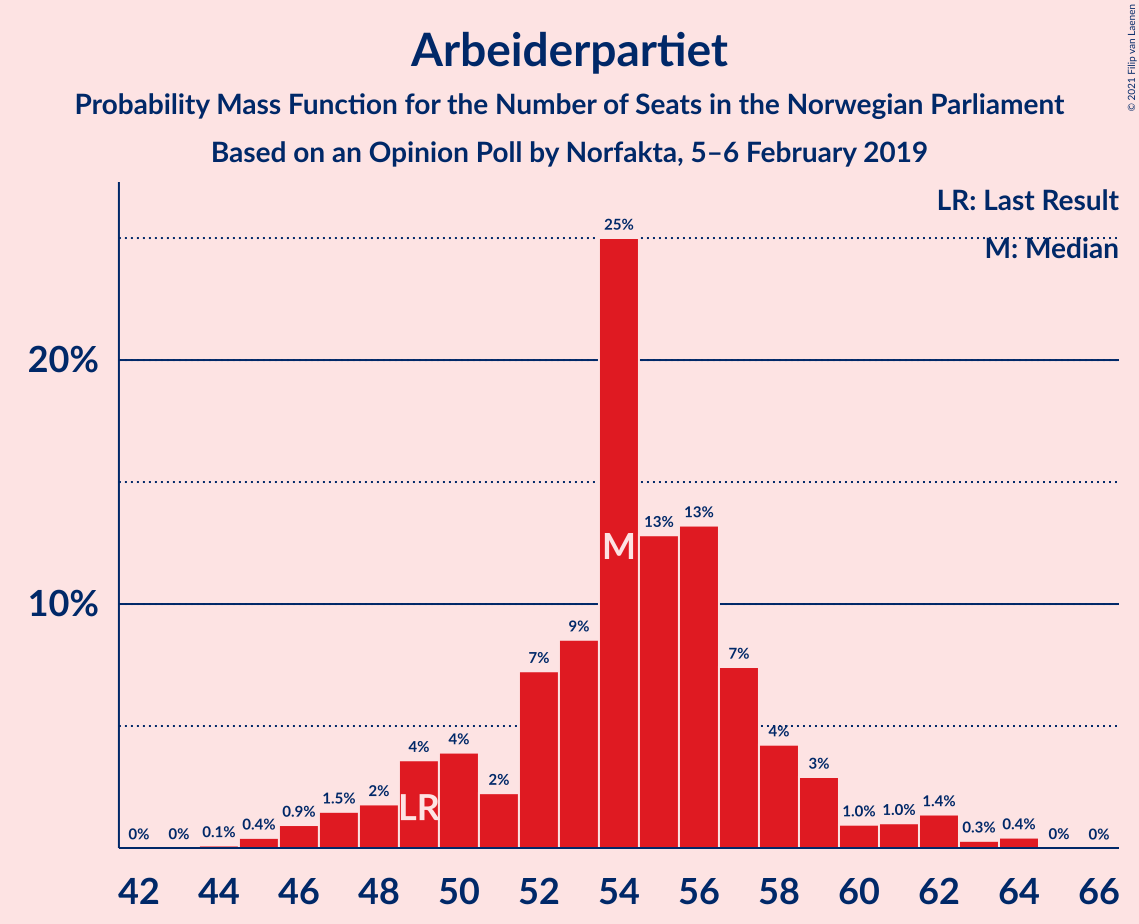 Arbeiderpartiet
Probability Mass Function for the Number of Seats in the Norwegian Parliament
Based on an Opinion Poll by Norfakta, 5–6 February 2019
© 2021 Filip van Laenen
LR: Last Result
M: Median
20%
10%
0% 0% 0.1% 0.4% 0.9% 1.5% 2% 4% 4% 2% 7% 9% 25% 13% 13% 7% 4% 3% 1.0% 1.0% 1.4% 0.3% 0.4% 0% 0%
LR M
42 44 46 48 50 52 54 56 58 60 62 64 66